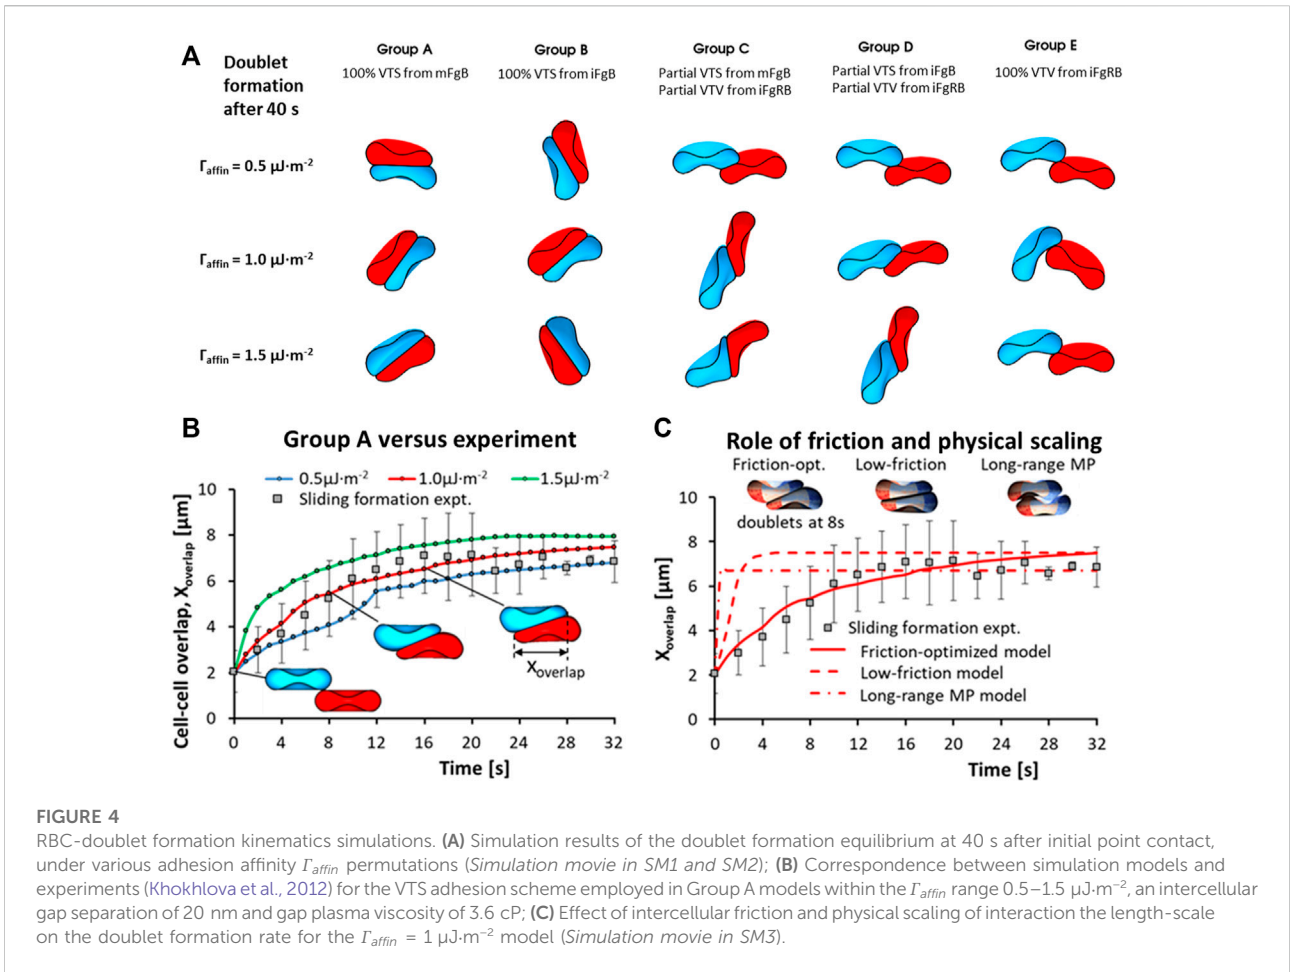 A
Doublet
formation
after 40 s
Group A
100% VTS from mFgB
Group B
100% VTS from iFgB
Group C
Partial VTS from mFgB
Partial VTV from iFgRB
Group D
Partial VTS from iFgB
Partial VTV from iFgRB
Group E
100% VTV from iFgRB
Γaffin = 0.5 μJ·m⁻²
Γaffin = 1.0 μJ·m⁻²
Γaffin = 1.5 μJ·m⁻²
B
Group A versus experiment
0.5μJ·m⁻² 1.0μJ·m⁻² 1.5μJ·m⁻²
Sliding formation expt.
Cell-cell overlap, Xoverlap [μm]
10
8
6
4
2
0
Xoverlap
0 4 8 12 16 20 24 28 32
Time [s]
C
Role of friction and physical scaling
Friction-opt. Low-friction Long-range MP
doublets at 8s
Xoverlap [μm]
10
8
6
4
2
0
Sliding formation expt.
Friction-optimized model
Low-friction model
Long-range MP model
0 4 8 12 16 20 24 28 32
Time [s]
FIGURE 4
RBC-doublet formation kinematics simulations. (A) Simulation results of the doublet formation equilibrium at 40 s after initial point contact,
under various adhesion affinity Γaffin permutations (Simulation movie in SM1 and SM2); (B) Correspondence between simulation models and
experiments (Khokhlova et al., 2012) for the VTS adhesion scheme employed in Group A models within the Γaffin range 0.5–1.5 μJ·m⁻², an intercellular
gap separation of 20 nm and gap plasma viscosity of 3.6 cP; (C) Effect of intercellular friction and physical scaling of interaction the length-scale
on the doublet formation rate for the Γaffin = 1 μJ·m⁻² model (Simulation movie in SM3).